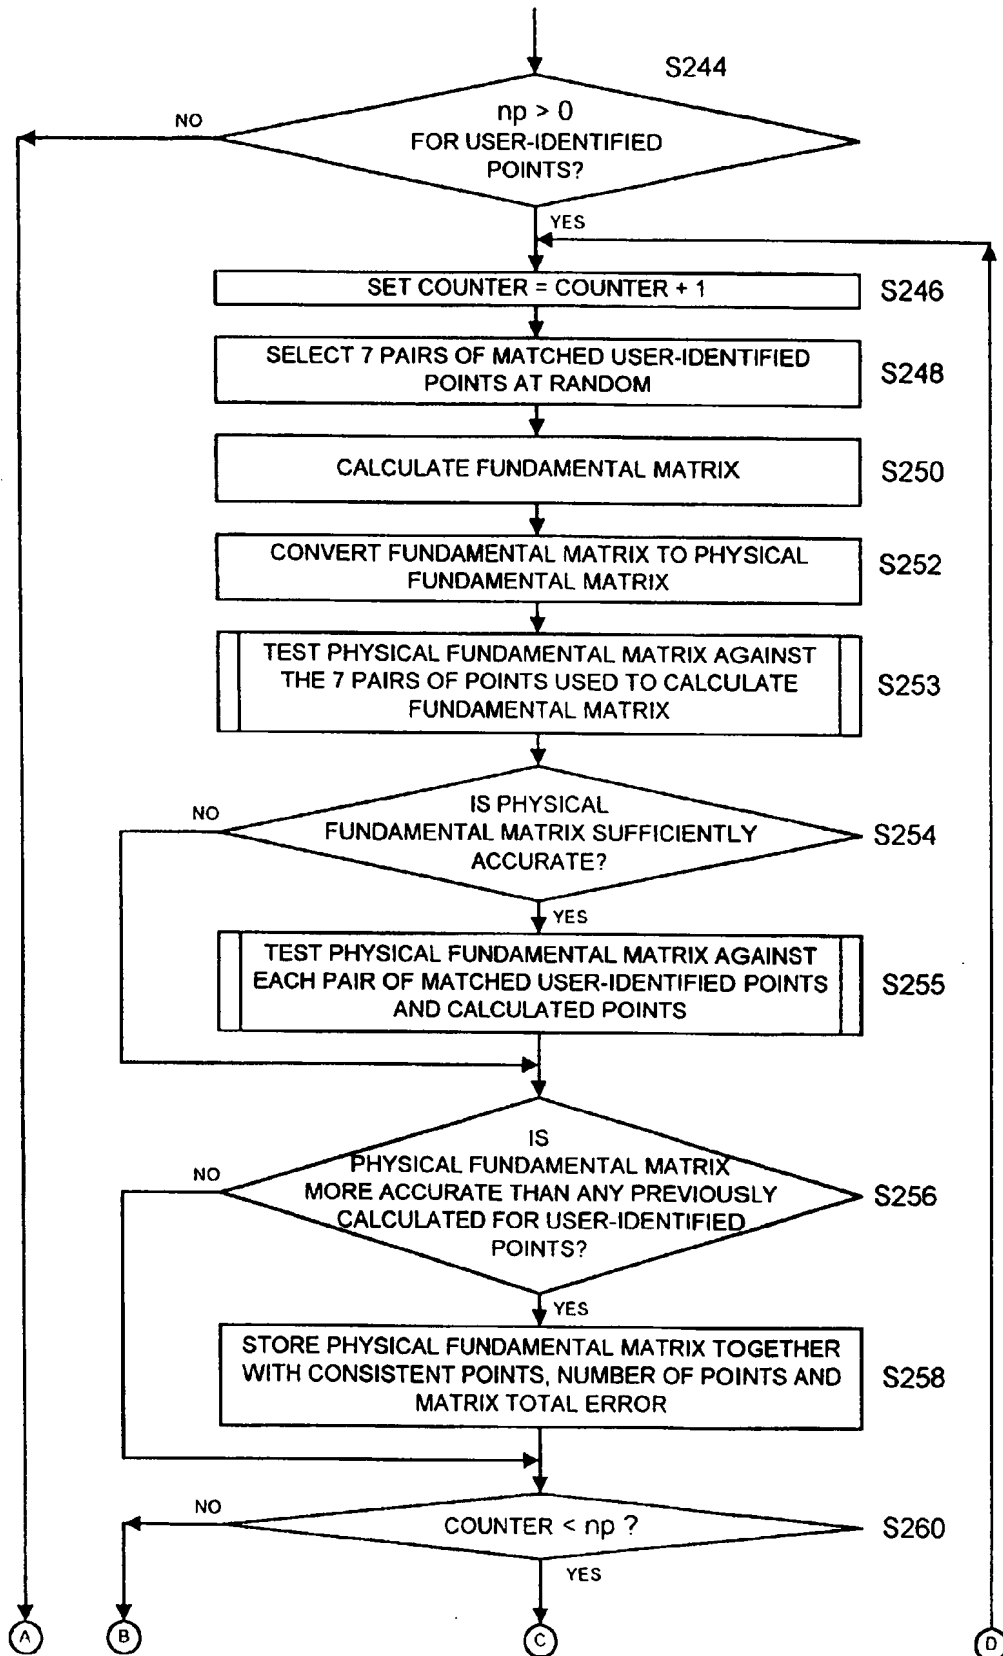 S244
np > 0
FOR USER-IDENTIFIED
POINTS?
NO
YES
SET COUNTER = COUNTER + 1
S246
SELECT 7 PAIRS OF MATCHED USER-IDENTIFIED
POINTS AT RANDOM
S248
CALCULATE FUNDAMENTAL MATRIX
S250
CONVERT FUNDAMENTAL MATRIX TO PHYSICAL
FUNDAMENTAL MATRIX
S252
TEST PHYSICAL FUNDAMENTAL MATRIX AGAINST
THE 7 PAIRS OF POINTS USED TO CALCULATE
FUNDAMENTAL MATRIX
S253
NO
IS PHYSICAL
FUNDAMENTAL MATRIX SUFFICIENTLY
ACCURATE?
S254
YES
TEST PHYSICAL FUNDAMENTAL MATRIX AGAINST
EACH PAIR OF MATCHED USER-IDENTIFIED POINTS
AND CALCULATED POINTS
S255
NO
IS
PHYSICAL FUNDAMENTAL MATRIX
MORE ACCURATE THAN ANY PREVIOUSLY
CALCULATED FOR USER-IDENTIFIED
POINTS?
S256
YES
STORE PHYSICAL FUNDAMENTAL MATRIX TOGETHER
WITH CONSISTENT POINTS, NUMBER OF POINTS AND
MATRIX TOTAL ERROR
S258
NO
COUNTER < np ?
S260
YES
A
B
C
D